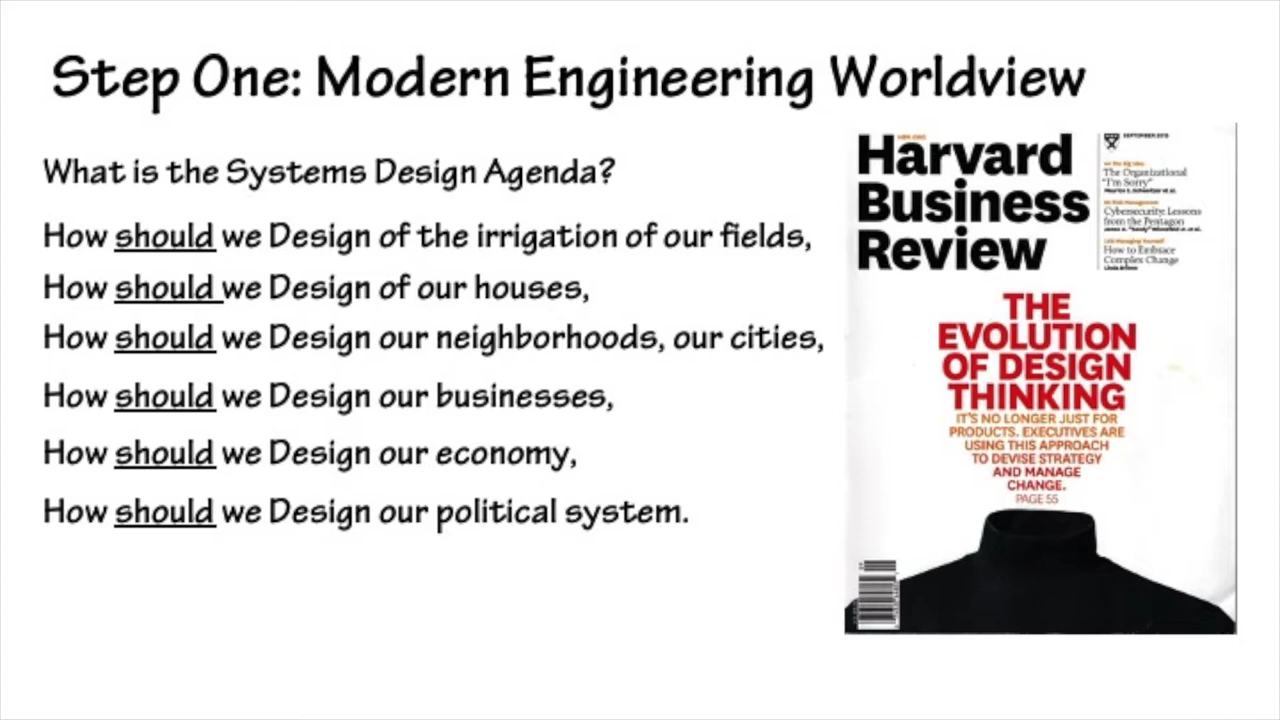 Step One: Modern Engineering Worldview
What is the Systems Design Agenda?
How should we Design of the irrigation of our fields,
How should we Design of our houses,
How should we Design our neighborhoods, our cities,
How should we Design our businesses,
How should we Design our economy,
How should we Design our political system.
Harvard
Business
Review
SEPTEMBER 2015
The Organizational
"I'm Sorry"
Cybersecurity: Lessons
from the Pentagon
How to Embrace
Complex Change
THE
EVOLUTION
OF DESIGN
THINKING
IT'S NO LONGER JUST FOR
PRODUCTS. EXECUTIVES ARE
USING THIS APPROACH
TO DEVISE STRATEGY
AND MANAGE
CHANGE.
PAGE 55